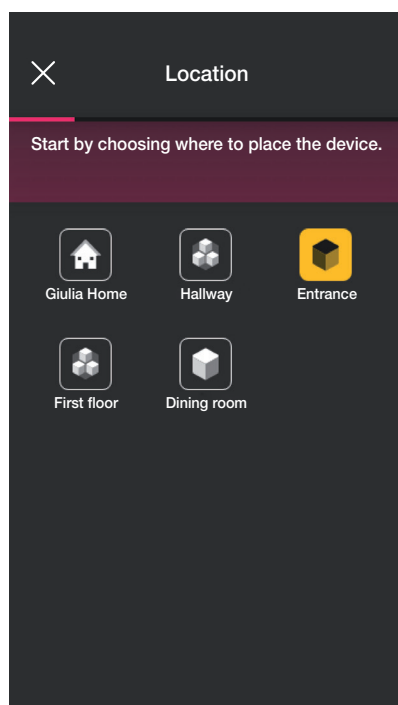 Location
Start by choosing where to place the device.
Giulia Home
Hallway
Entrance
First floor
Dining room